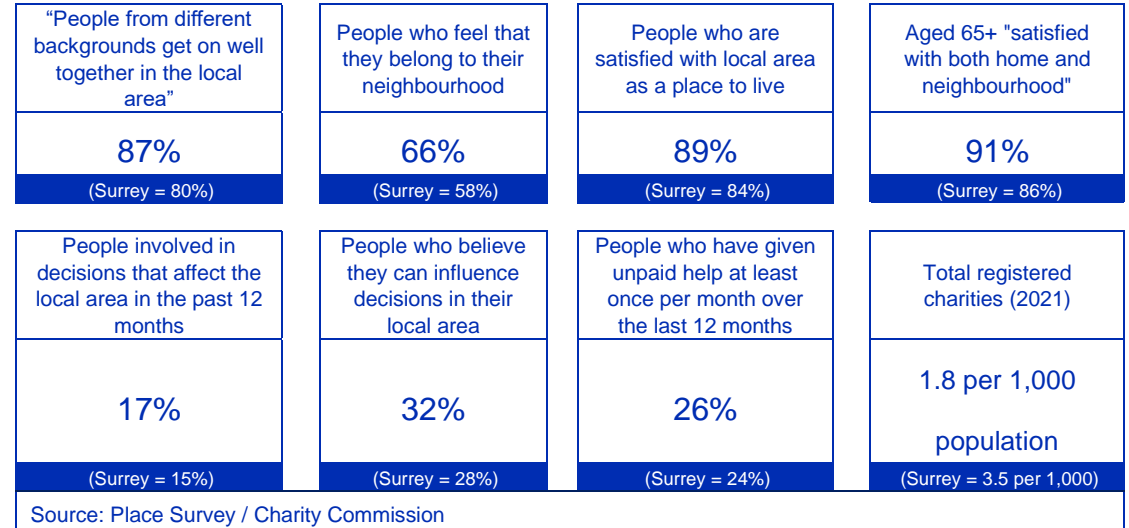 “People from different
backgrounds get on well
together in the local
area”
87%
(Surrey = 80%)
People who feel that
they belong to their
neighbourhood
66%
(Surrey = 58%)
People who are
satisfied with local area
as a place to live
89%
(Surrey = 84%)
Aged 65+ "satisfied
with both home and
neighbourhood"
91%
(Surrey = 86%)
People involved in
decisions that affect the
local area in the past 12
months
17%
(Surrey = 15%)
People who believe
they can influence
decisions in their
local area
32%
(Surrey = 28%)
People who have given
unpaid help at least
once per month over
the last 12 months
26%
(Surrey = 24%)
Total registered
charities (2021)
1.8 per 1,000
population
(Surrey = 3.5 per 1,000)
Source: Place Survey / Charity Commission